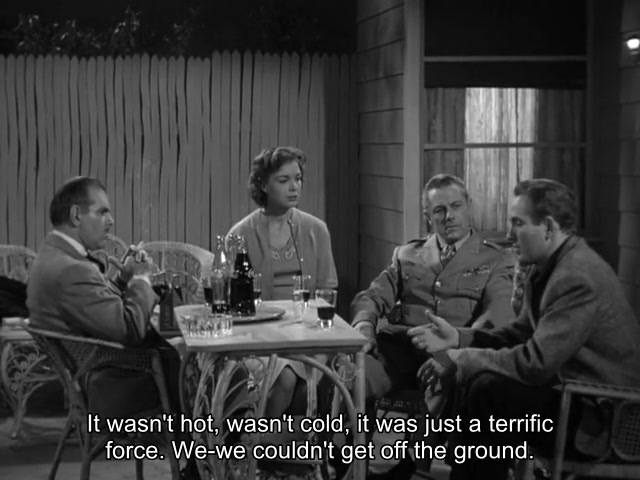 It wasn't hot, wasn't cold, it was just a terrific
force. We-we couldn't get off the ground.